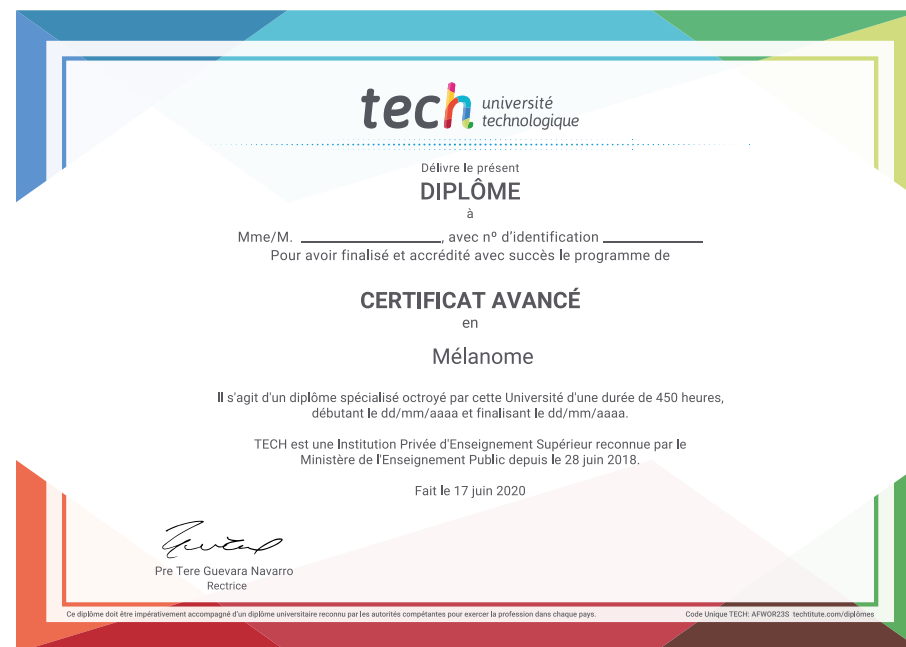 tech université
technologique
Délivre le présent
DIPLÔME
à
Mme/M. ____________________, avec nº d'identification ______________
Pour avoir finalisé et accrédité avec succès le programme de
CERTIFICAT AVANCÉ
en
Mélanome
Il s'agit d'un diplôme spécialisé octroyé par cette Université d'une durée de 450 heures,
débutant le dd/mm/aaaa et finalisant le dd/mm/aaaa.
TECH est une Institution Privée d'Enseignement Supérieur reconnue par le
Ministère de l'Enseignement Public depuis le 28 juin 2018.
Fait le 17 juin 2020
Pre Tere Guevara Navarro
Rectrice
Ce diplôme doit être impérativement accompagné d'un diplôme universitaire reconnu par les autorités compétantes pour exercer la profession dans chaque pays.
Code Unique TECH: AFWOR23S techtitute.com/diplômes